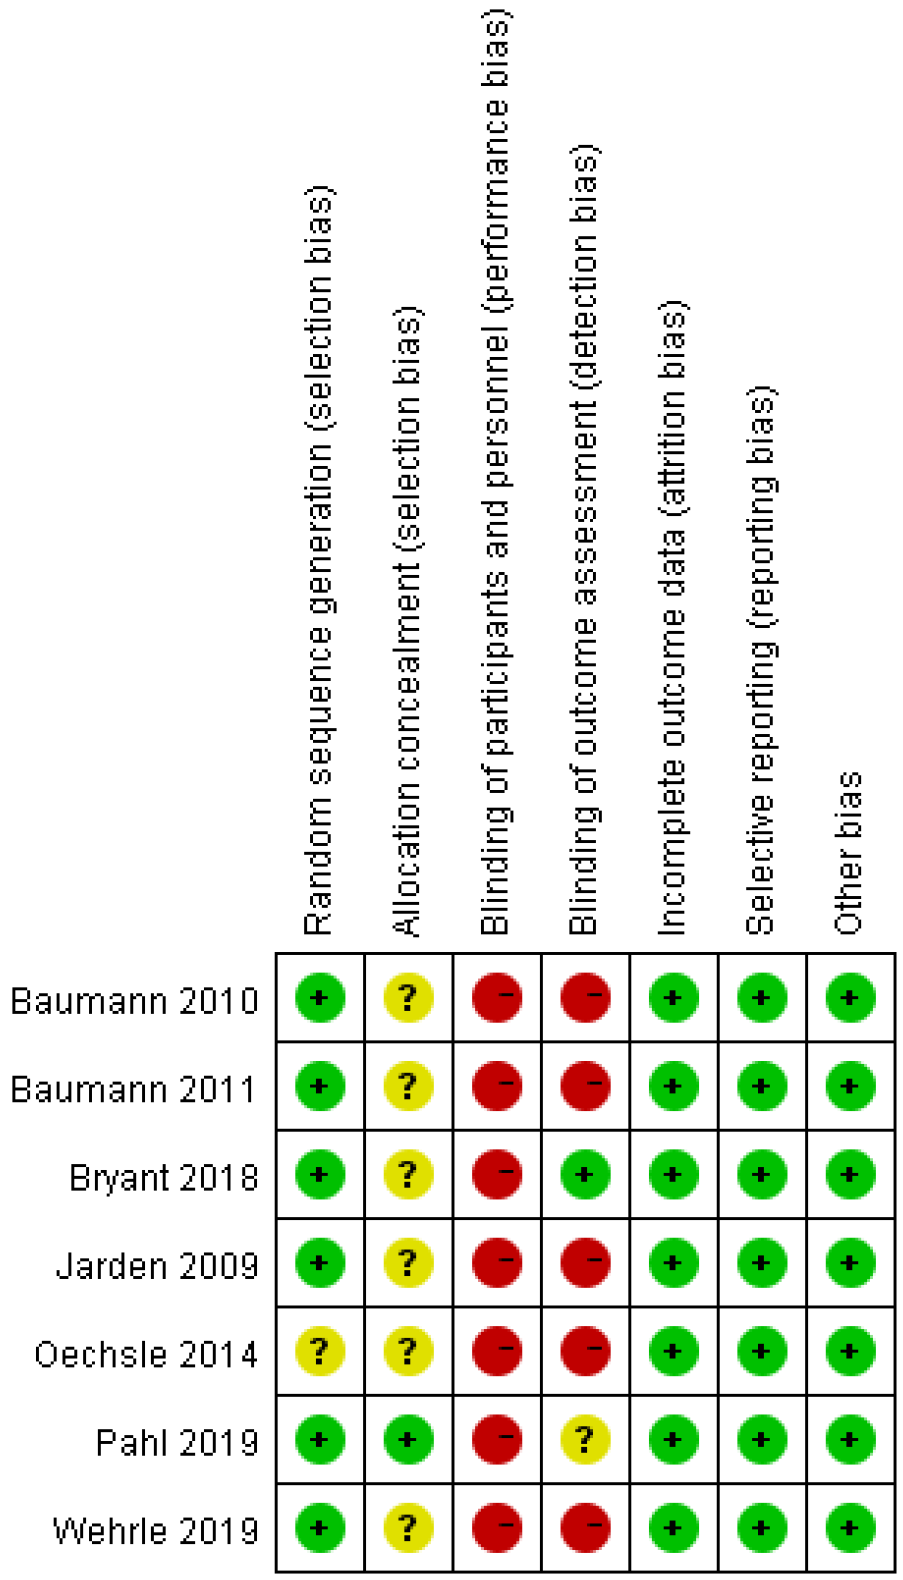 Random sequence generation (selection bias)
Allocation concealment (selection bias)
Blinding of participants and personnel (performance bias)
Blinding of outcome assessment (detection bias)
Incomplete outcome data (attrition bias)
Selective reporting (reporting bias)
Other bias
Baumann 2010 + ? - - + + +
Baumann 2011 + ? - - + + +
Bryant 2018 + ? - + + + +
Jarden 2009 + ? - - + + +
Oechsle 2014 ? ? - - + + +
Pahl 2019 + + - ? + + +
Wehrle 2019 + ? - - + + +